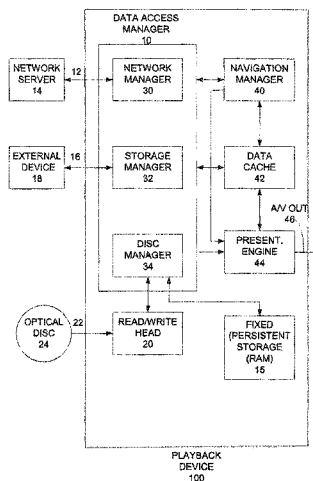 DATA ACCESS
MANAGER
10
NETWORK
SERVER
14
12
NETWORK
MANAGER
30
NAVIGATION
MANAGER
40
EXTERNAL
DEVICE
18
16
STORAGE
MANAGER
32
DATA
CACHE
42
A/V OUT
46
DISC
MANAGER
34
PRESENT.
ENGINE
44
OPTICAL
DISC
24
22
READ/WRITE
HEAD
20
FIXED
(PERSISTENT
STORAGE
(RAM)
15
PLAYBACK
DEVICE
100